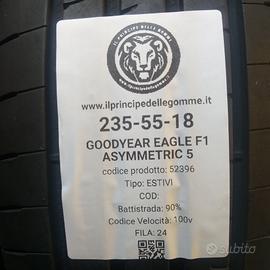 IL PRINCIPE DELLE GOMME
www.ilprincipedellegomme.it
235-55-18
GOODYEAR EAGLE F1
ASYMMETRIC 5
codice prodotto: 52396
Tipo: ESTIVI
COD:
Battistrada: 90%
Codice Velocità: 100v
FILA: 24
subito